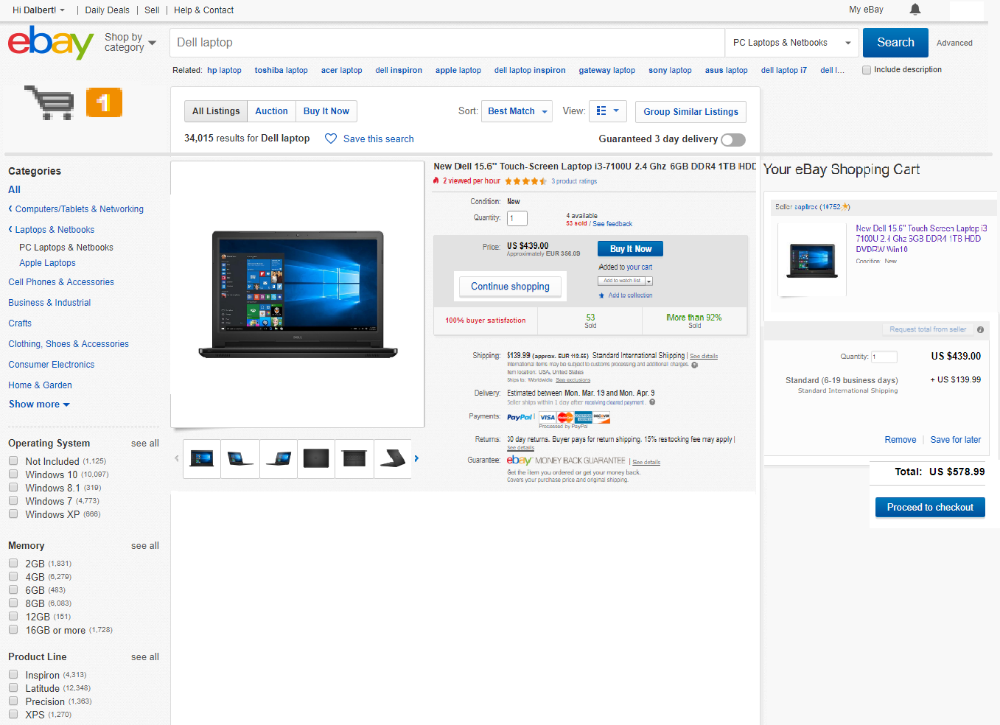 Hi Dalbert!
Daily Deals
Sell
Help & Contact
My eBay
ebay
Shop by
category
Dell laptop
PC Laptops & Netbooks
Search
Advanced
Related: hp laptop toshiba laptop acer laptop dell inspiron apple laptop dell laptop inspiron gateway laptop sony laptop asus laptop dell laptop i7 dell l...
Include description
1
All Listings
Auction
Buy It Now
Sort: Best Match
View:
Group Similar Listings
34,015 results for Dell laptop
Save this search
Guaranteed 3 day delivery
Categories
All
Computers/Tablets & Networking
Laptops & Netbooks
PC Laptops & Netbooks
Apple Laptops
Cell Phones & Accessories
Business & Industrial
Crafts
Clothing, Shoes & Accessories
Consumer Electronics
Home & Garden
Show more
Operating System see all
Not Included (1,125)
Windows 10 (10,097)
Windows 8.1 (319)
Windows 7 (4,773)
Windows XP (666)
Memory see all
2GB (1,831)
4GB (6,279)
6GB (483)
8GB (6,083)
12GB (151)
16GB or more (1,728)
Product Line see all
Inspiron (4,313)
Latitude (12,348)
Precision (1,363)
XPS (1,270)
DELL
New Dell 15.6" Touch-Screen Laptop i3-7100U 2.4 Ghz 6GB DDR4 1TB HDD
2 viewed per hour
3 product ratings
Condition: New
Quantity: 1
4 available
53 sold / See feedback
Price: US $439.00
Approximately EUR 356.09
Buy It Now
Added to your cart
Continue shopping
Add to watch list
Add to collection
100% buyer satisfaction
53
Sold
More than 92%
Sold
Shipping: $139.99 (approx. EUR 113.55) Standard International Shipping | See details
International items may be subject to customs processing and additional charges.
Item location: USA, United States
Ships to: Worldwide See exclusions
Delivery: Estimated between Mon. Mar. 19 and Mon. Apr. 9
Seller ships within 1 day after receiving cleared payment.
Payments: PayPal VISA MasterCard DISCOVER
Processed by PayPal
Returns: 30 day returns. Buyer pays for return shipping. 15% restocking fee may apply |
See details
Guarantee: ebay MONEY BACK GUARANTEE | See details
Get the item you ordered or get your money back.
Covers your purchase price and original shipping.
Your eBay Shopping Cart
Seller (10752)
New Dell 15.6" Touch Screen Laptop i3
7100U 2.4 Ghz 6GB DDR4 1TB HDD
DVDRW Win10
Condition: New
Request total from seller
Quantity: 1
US $439.00
Standard (6-19 business days) + US $139.99
Standard International Shipping
Remove
Save for later
Total: US $578.99
Proceed to checkout